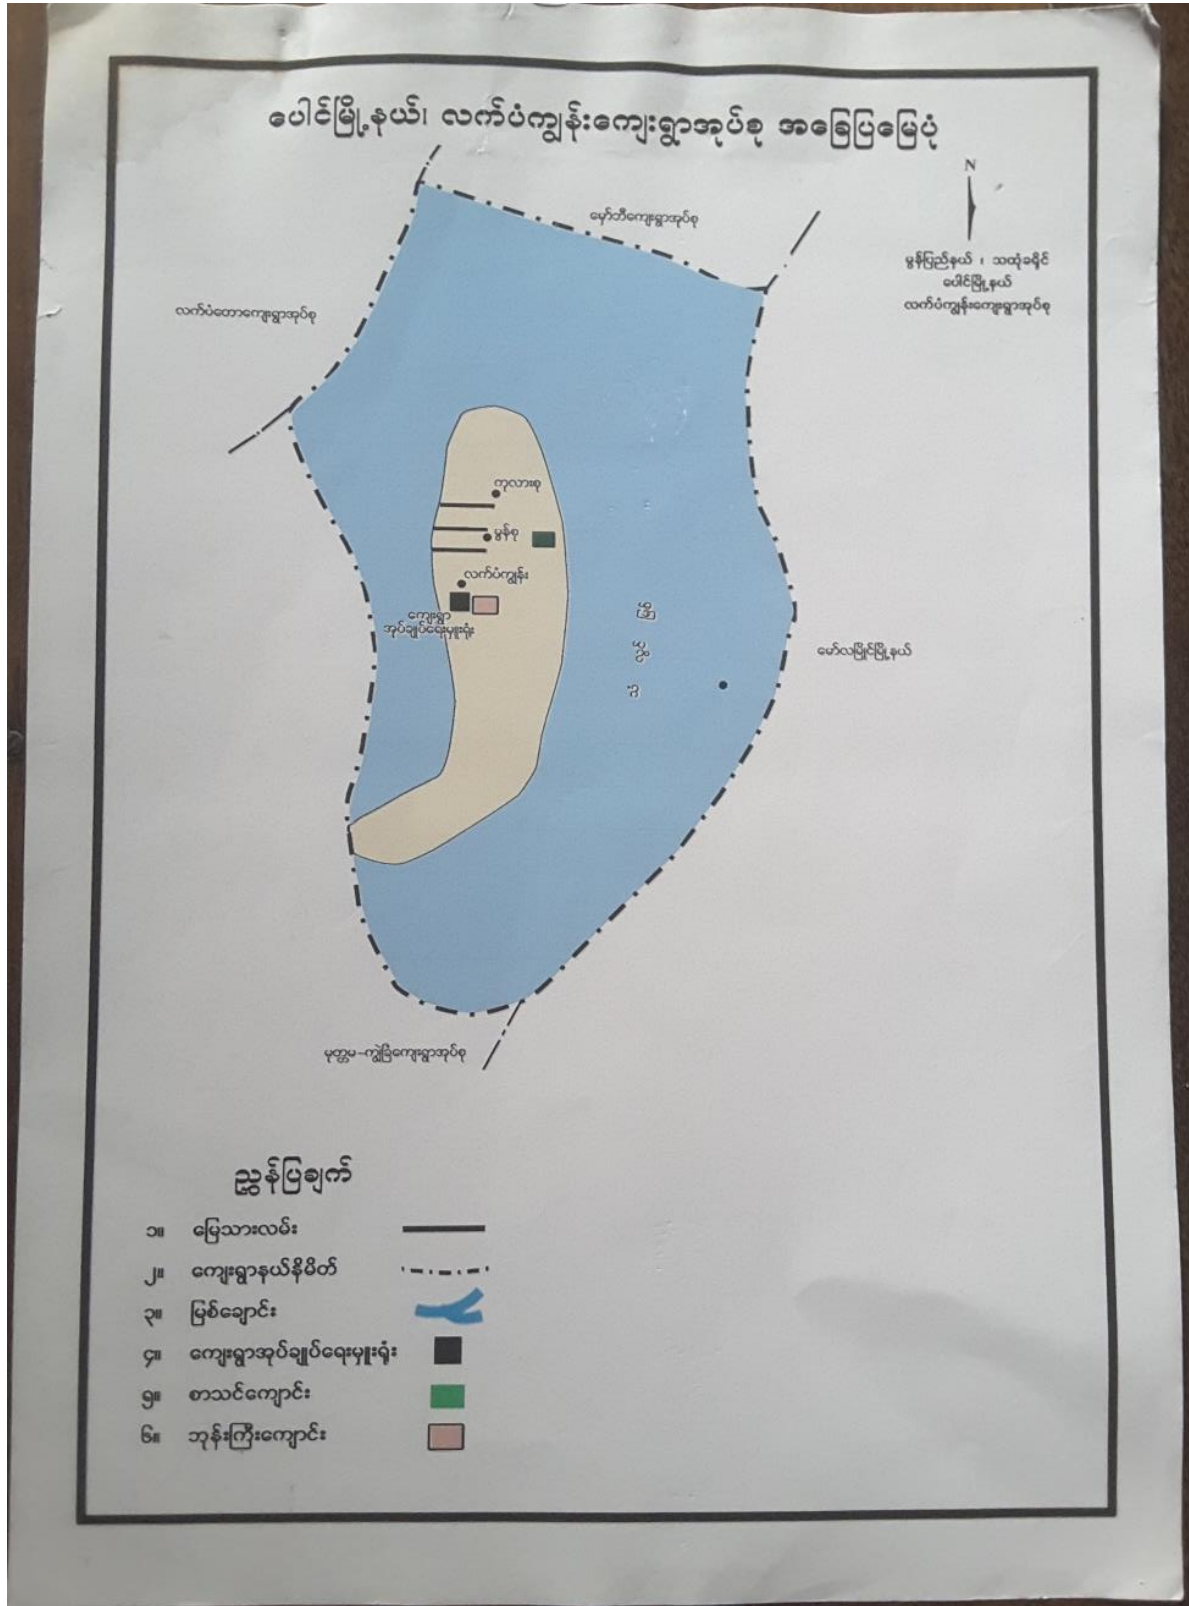 ပေါင်မြို့နယ်၊ လက်ပံကျွန်းကျေးရွာအုပ်စု အခြေပြမြေပုံ
N
မှော်ဘီကျေးရွာအုပ်စု
မွန်ပြည်နယ် ၊ သထုံခရိုင်
ပေါင်မြို့နယ်
လက်ပံကျွန်းကျေးရွာအုပ်စု
လက်ပံတောကျေးရွာအုပ်စု
ကုလားစု
မွန်စု
လက်ပံကျွန်း
ကျေးရွာ
အုပ်ချုပ်ရေးမှူးရုံး
မော်လမြိုင်မြို့နယ်
မုတ္တမ-ကျွဲခြံကျေးရွာအုပ်စု
ညွှန်ပြချက်
၁။ မြေသားလမ်း
၂။ ကျေးရွာနယ်နိမိတ်
၃။ မြစ်ချောင်း
၄။ ကျေးရွာအုပ်ချုပ်ရေးမှူးရုံး
၅။ စာသင်ကျောင်း
၆။ ဘုန်းကြီးကျောင်း